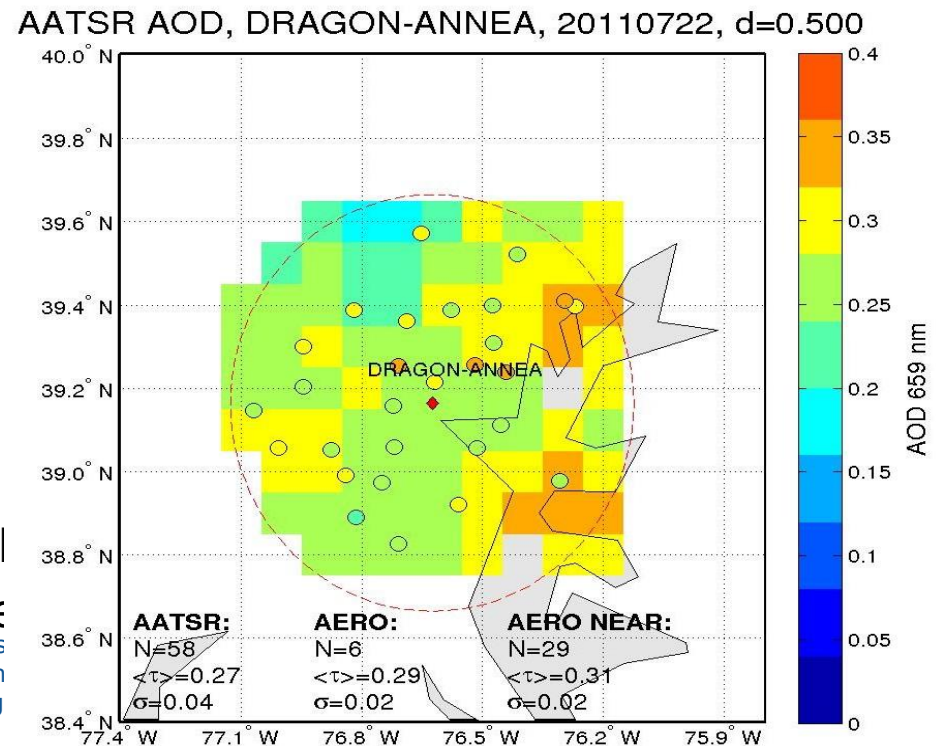 AATSR AOD, DRAGON-ANNEA, 20110722, d=0.500
40.0° N
39.8° N
39.6° N
39.4° N
39.2° N
39.0° N
38.8° N
38.6° N
38.4° N
77.4° W 77.1° W 76.8° W 76.5° W 76.2° W 75.9° W
DRAGON-ANNEA
AATSR:
N=58
<τ>=0.27
σ=0.04
AERO:
N=6
<τ>=0.29
σ=0.02
AERO NEAR:
N=29
<τ>=0.31
σ=0.02
0.4
0.35
0.3
0.25
0.2
0.15
0.1
0.05
0
AOD 659 nm